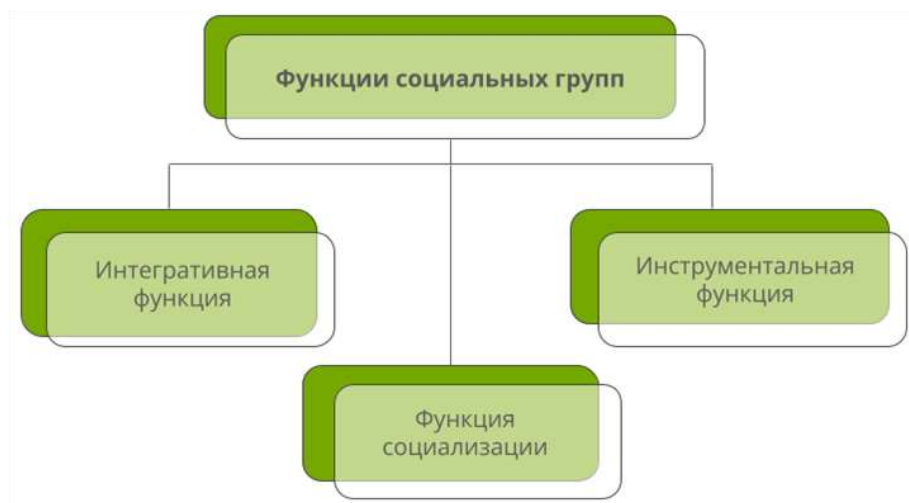 Функции социальных групп
Интегративная
функция
Инструментальная
функция
Функция
социализации